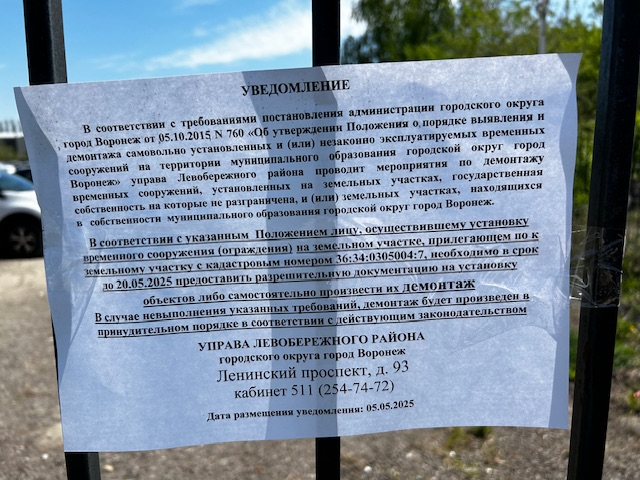 УВЕДОМЛЕНИЕ
В соответствии с требованиями постановления администрации городского округа
город Воронеж от 05.10.2015 N 760 «Об утверждении Положения о порядке выявления и
демонтажа самовольно установленных и (или) незаконно эксплуатируемых временных
сооружений на территории муниципального образования городской округ город
Воронеж» управа Левобережного района проводит мероприятия по демонтажу
временных сооружений, установленных на земельных участках, государственная
собственность на которые не разграничена, и (или) земельных участках, находящихся
в собственности муниципального образования городской округ город Воронеж.
В соответствии с указанным Положением лицу, осуществившему установку
временного сооружения (ограждения) на земельном участке, прилегающем по к
земельному участку с кадастровым номером 36:34:0305004:7, необходимо в срок
до 20.05.2025 предоставить разрешительную документацию на установку
объектов либо самостоятельно произвести их демонтаж
В случае невыполнения указанных требований, демонтаж будет произведен в
принудительном порядке в соответствии с действующим законодательством
УПРАВА ЛЕВОБЕРЕЖНОГО РАЙОНА
городского округа город Воронеж
Ленинский проспект, д. 93
кабинет 511 (254-74-72)
Дата размещения уведомления: 05.05.2025